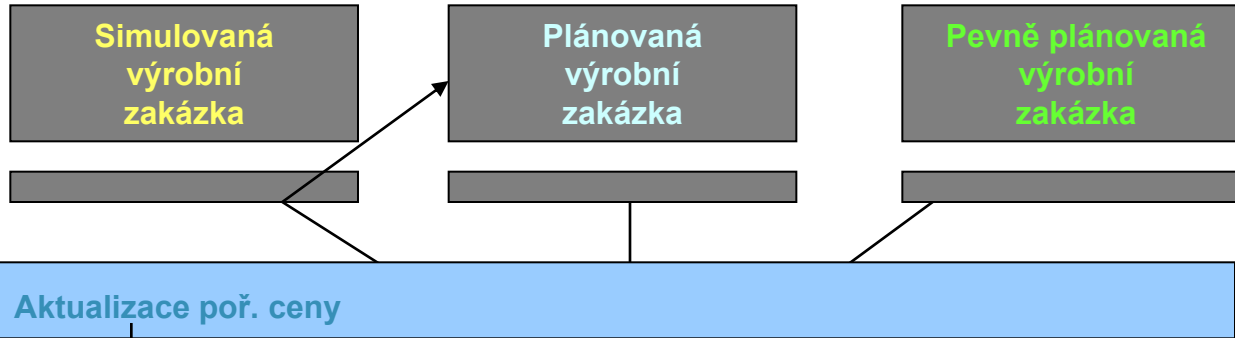 Simulovaná
výrobní
zakázka
Plánovaná
výrobní
zakázka
Pevně plánovaná
výrobní
zakázka
Aktualizace poř. ceny